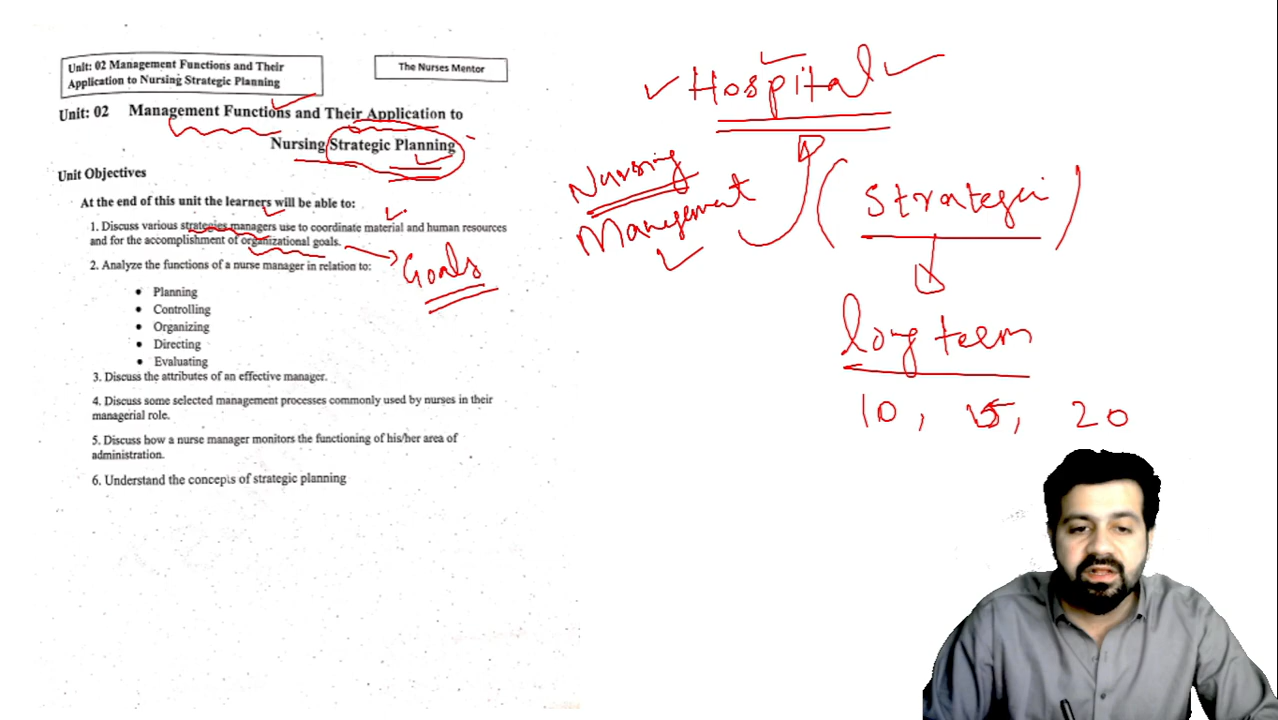 Unit: 02 Management Functions and Their
Application to Nursing Strategic Planning
The Nurses Mentor
Unit: 02 Management Functions and Their Application to
Nursing Strategic Planning
Unit Objectives
At the end of this unit the learners will be able to:
1. Discuss various strategies managers use to coordinate material and human resources
and for the accomplishment of organizational goals.
2. Analyze the functions of a nurse manager in relation to:
• Planning
• Controlling
• Organizing
• Directing
• Evaluating
3. Discuss the attributes of an effective manager.
4. Discuss some selected management processes commonly used by nurses in their
managerial role.
5. Discuss how a nurse manager monitors the functioning of his/her area of
administration.
6. Understand the concepts of strategic planning
Goals
Hospital
Nursing
Management
(Strategic)
long term
10, 15, 20